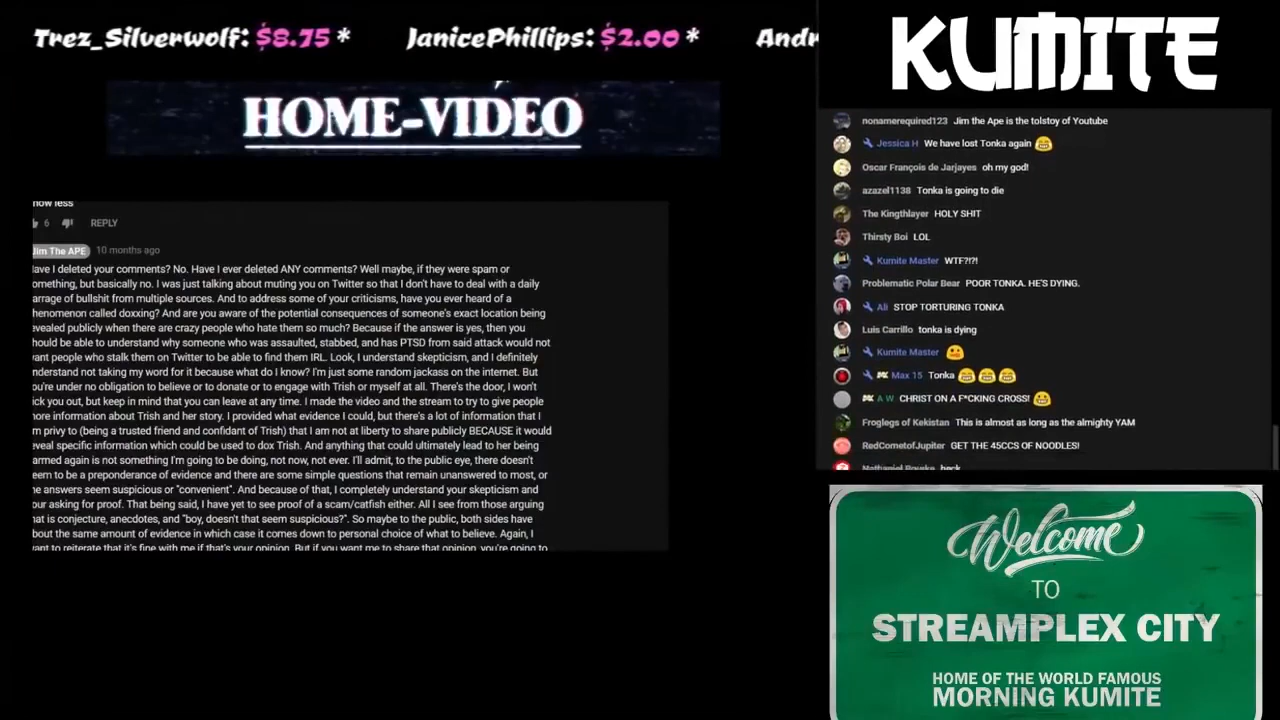 Trez_Silverwolf: $8.75 * JanicePhillips: $2.00 * Andr
HOME-VIDEO
now less
6 REPLY
Jim The APE 10 months ago
lave I deleted your comments? No. Have I ever deleted ANY comments? Well maybe, if they were spam or
omething, but basically no. I was just talking about muting you on Twitter so that I don't have to deal with a daily
arrage of bullshit from multiple sources. And to address some of your criticisms, have you ever heard of a
henomenon called doxxing? And are you aware of the potential consequences of someone's exact location being
evealed publicly when there are crazy people who hate them so much? Because if the answer is yes, then you
hould be able to understand why someone who was assaulted, stabbed, and has PTSD from said attack would not
vant people who stalk them on Twitter to be able to find them IRL. Look, I understand skepticism, and I definitely
nderstand not taking my word for it because what do I know? I'm just some random jackass on the internet. But
ou're under no obligation to believe or to donate or to engage with Trish or myself at all. There's the door, I won't
ick you out, but keep in mind that you can leave at any time. I made the video and the stream to try to give people
nore information about Trish and her story. I provided what evidence I could, but there's a lot of information that I
m privy to (being a trusted friend and confidant of Trish) that I am not at liberty to share publicly BECAUSE it would
eveal specific information which could be used to dox Trish. And anything that could ultimately lead to her being
armed again is not something I'm going to be doing, not now, not ever. I'll admit, to the public eye, there doesn't
eem to be a preponderance of evidence and there are some simple questions that remain unanswered to most, or
he answers seem suspicious or "convenient". And because of that, I completely understand your skepticism and
our asking for proof. That being said, I have yet to see proof of a scam/catfish either. All I see from those arguing
hat is conjecture, anecdotes, and "boy, doesn't that seem suspicious?". So maybe to the public, both sides have
bout the same amount of evidence in which case it comes down to personal choice of what to believe. Again, I
vant to reiterate that it's fine with me if that's your opinion. But if you want me to share that opinion, you're going to
KUMITE
nonamerequired123 Jim the Ape is the tolstoy of Youtube
Jessica H We have lost Tonka again 😂
Oscar François de Jarjayes oh my god!
azazel1138 Tonka is going to die
The Kingthlayer HOLY SHIT
Thirsty Boi LOL
Kumite Master WTF?!?!
Problematic Polar Bear POOR TONKA. HE'S DYING.
Ali STOP TORTURING TONKA
Luis Carrillo tonka is dying
Kumite Master
Max 15 Tonka 😂😂😂
A W CHRIST ON A F*CKING CROSS! 😂
Froglegs of Kekistan This is almost as long as the almighty YAM
RedCometofJupiter GET THE 45CCS OF NOODLES!
Nathaniel heck
Welcome
TO
STREAMPLEX CITY
HOME OF THE WORLD FAMOUS
MORNING KUMITE